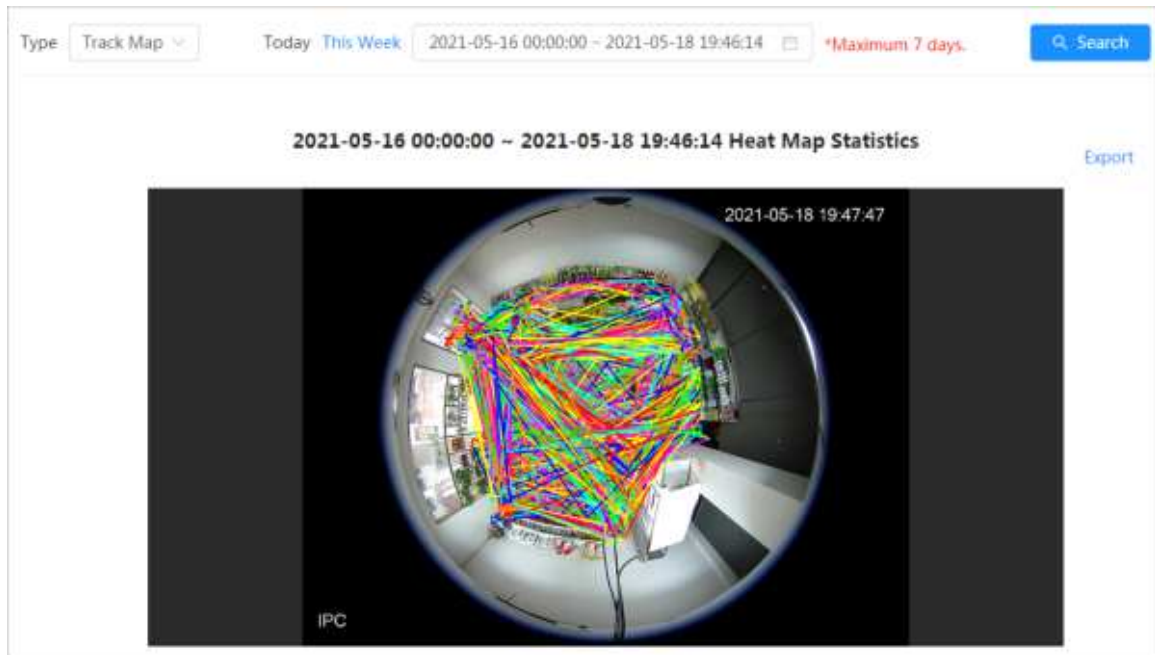 Type Track Map Today This Week 2021-05-16 00:00:00 ~ 2021-05-18 19:46:14 *Maximum 7 days. Search
2021-05-16 00:00:00 ~ 2021-05-18 19:46:14 Heat Map Statistics
Export
2021-05-18 19:47:47
IPC